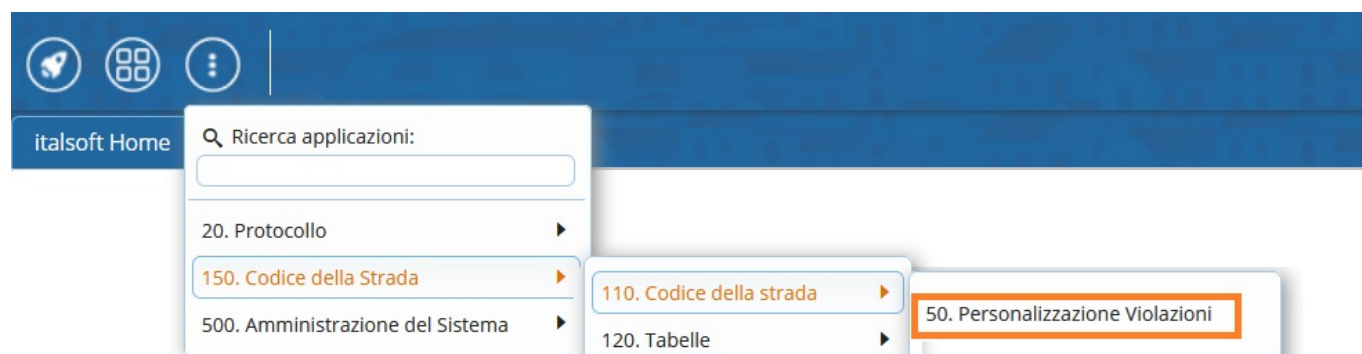 italsoft Home
Ricerca applicazioni:
20. Protocollo
150. Codice della Strada
500. Amministrazione del Sistema
110. Codice della strada
120. Tabelle
50. Personalizzazione Violazioni